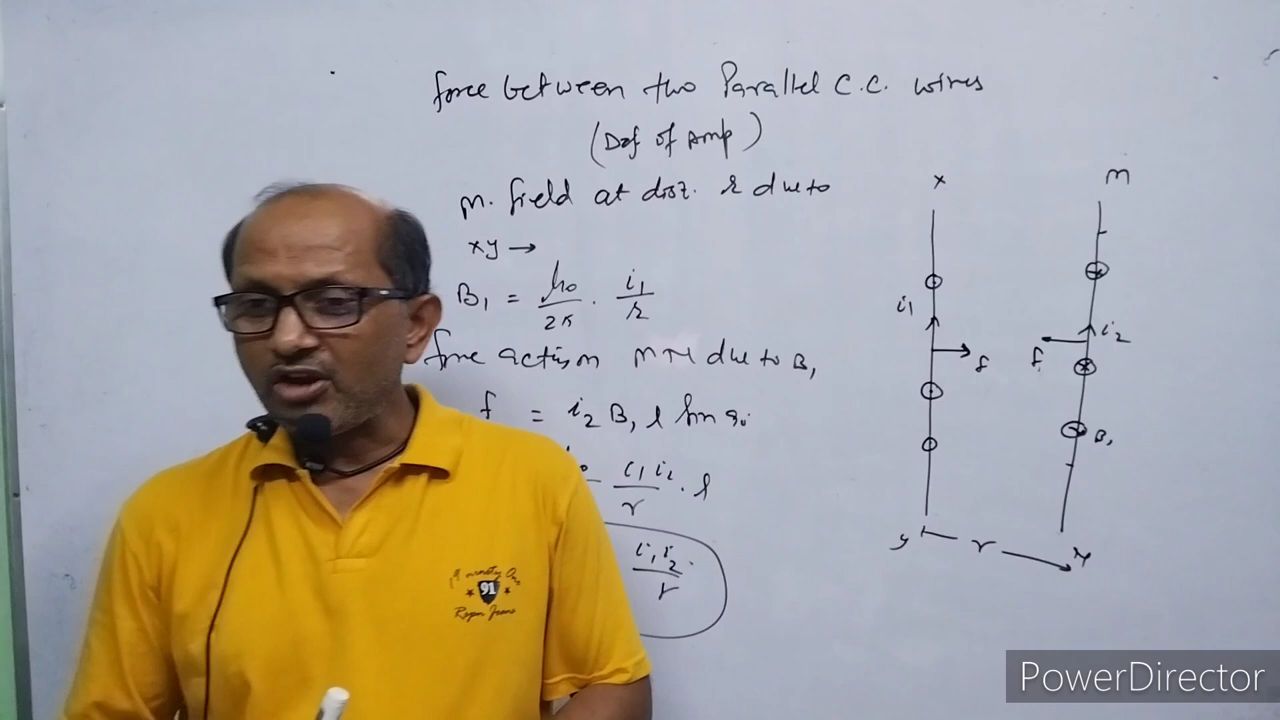 force between two Parallel C.C. wires
(Def of Amp)
m. field at dist. r due to
xy →
B₁ = μ₀/2π · i₁/r
force acts on mn due to B₁
f = i₂ B₁ l sin 90
i₁ i₂/r · l
i₁ i₂/r
x
m
i₁
i₂
f
f
B₁
y
r
91
PowerDirector